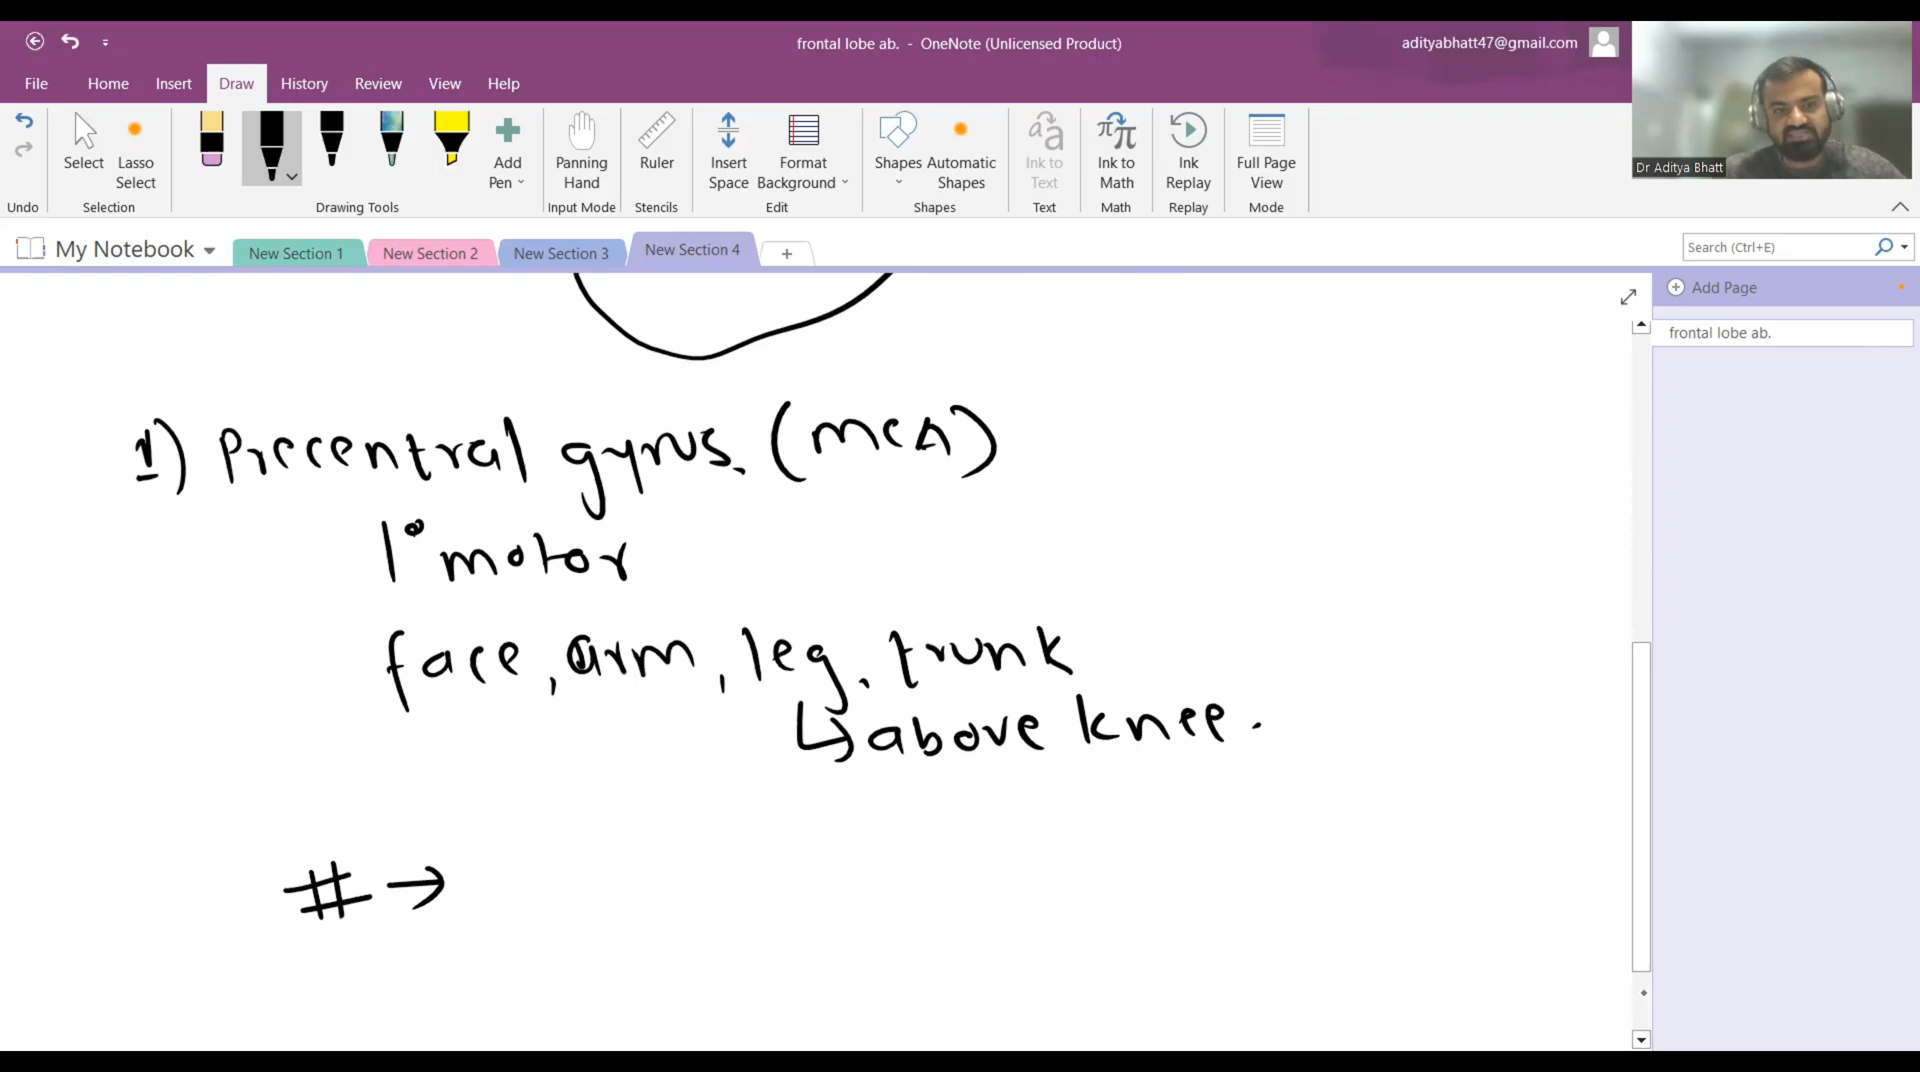 frontal lobe ab. - OneNote (Unlicensed Product)
adityabhatt47@gmail.com
File Home Insert Draw History Review View Help
Select
Lasso Select
Add Pen
Panning Hand
Ruler
Insert Space
Format Background
Shapes
Automatic Shapes
Ink to Text
Ink to Math
Ink Replay
Full Page View
Undo Selection Drawing Tools Input Mode Stencils Edit Shapes Text Math Replay Mode
Dr Aditya Bhatt
My Notebook New Section 1 New Section 2 New Section 3 New Section 4 +
Search (Ctrl+E)
Add Page
frontal lobe ab.
1) Precentral gyrus. (MCA)
1° motor
face, arm, leg, trunk
↳ above knee.
# →